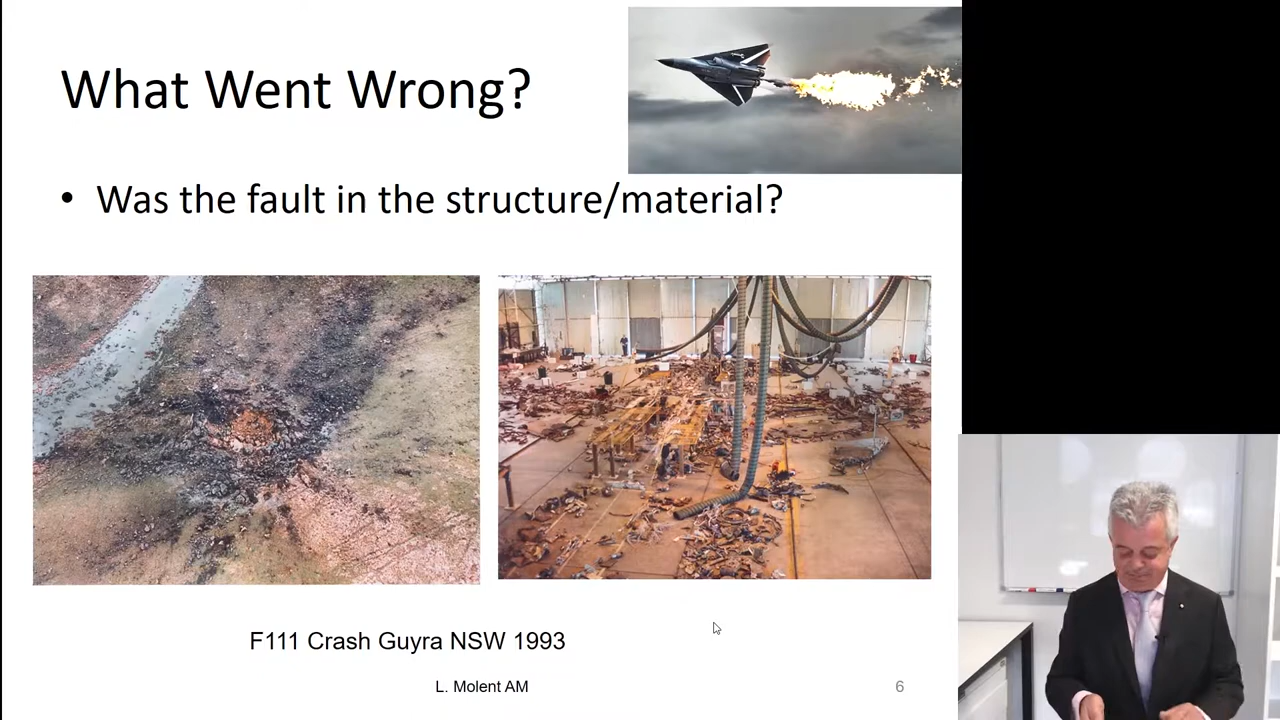 What Went Wrong?
• Was the fault in the structure/material?
F111 Crash Guyra NSW 1993
L. Molent AM
6